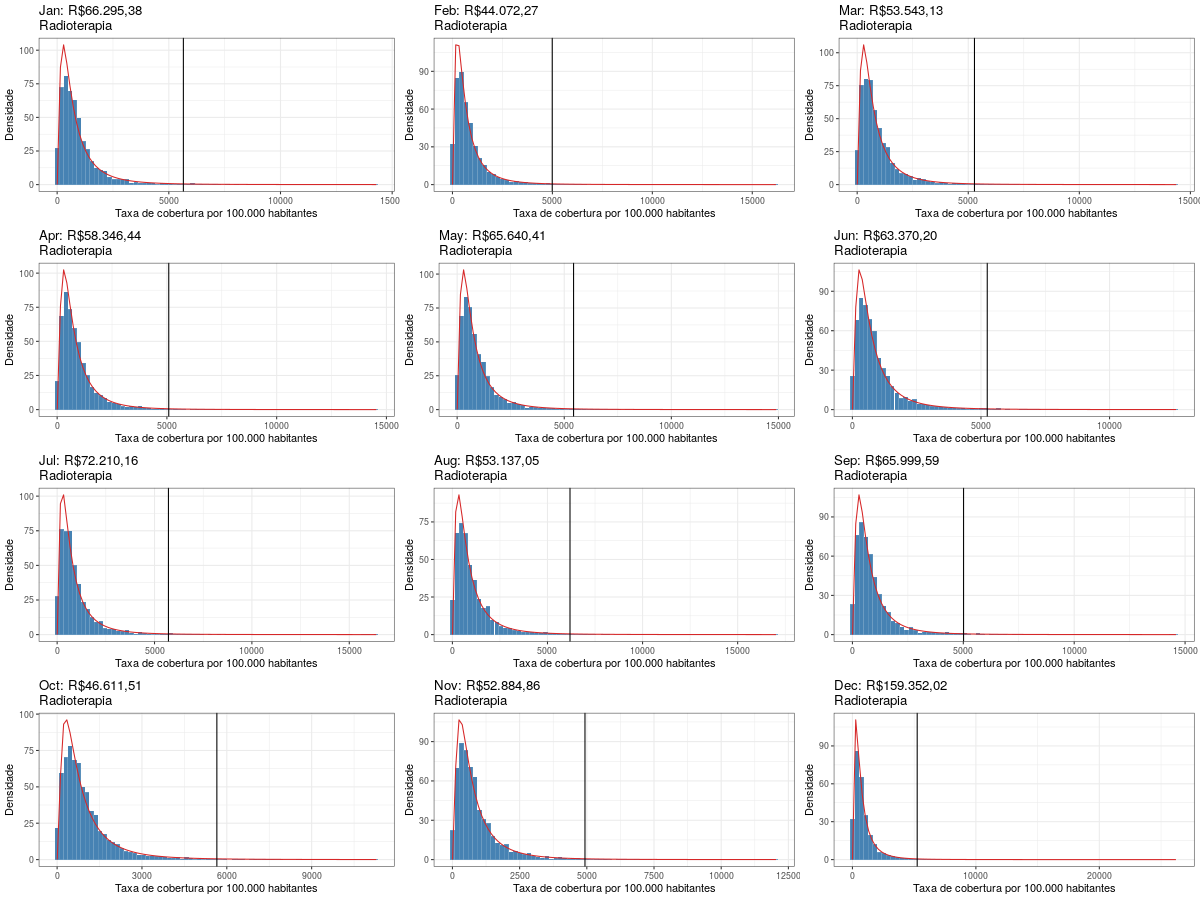 Jan: R$66.295,38
Radioterapia
Densidade
100
75
50
25
0
0
5000
10000
15000
Taxa de cobertura por 100.000 habitantes
Feb: R$44.072,27
Radioterapia
Densidade
90
60
30
0
0
5000
10000
15000
Taxa de cobertura por 100.000 habitantes
Mar: R$53.543,13
Radioterapia
Densidade
100
75
50
25
0
0
5000
10000
15000
Taxa de cobertura por 100.000 habitantes
Apr: R$58.346,44
Radioterapia
Densidade
100
75
50
25
0
0
5000
10000
15000
Taxa de cobertura por 100.000 habitantes
May: R$65.640,41
Radioterapia
Densidade
100
75
50
25
0
0
5000
10000
15000
Taxa de cobertura por 100.000 habitantes
Jun: R$63.370,20
Radioterapia
Densidade
90
60
30
0
0
5000
10000
Taxa de cobertura por 100.000 habitantes
Jul: R$72.210,16
Radioterapia
Densidade
100
75
50
25
0
0
5000
10000
15000
Taxa de cobertura por 100.000 habitantes
Aug: R$53.137,05
Radioterapia
Densidade
75
50
25
0
0
5000
10000
15000
Taxa de cobertura por 100.000 habitantes
Sep: R$65.999,59
Radioterapia
Densidade
90
60
30
0
0
5000
10000
15000
Taxa de cobertura por 100.000 habitantes
Oct: R$46.611,51
Radioterapia
Densidade
100
75
50
25
0
0
3000
6000
9000
Taxa de cobertura por 100.000 habitantes
Nov: R$52.884,86
Radioterapia
Densidade
90
60
30
0
0
2500
5000
7500
10000
12500
Taxa de cobertura por 100.000 habitantes
Dec: R$159.352,02
Radioterapia
Densidade
90
60
30
0
0
10000
20000
Taxa de cobertura por 100.000 habitantes